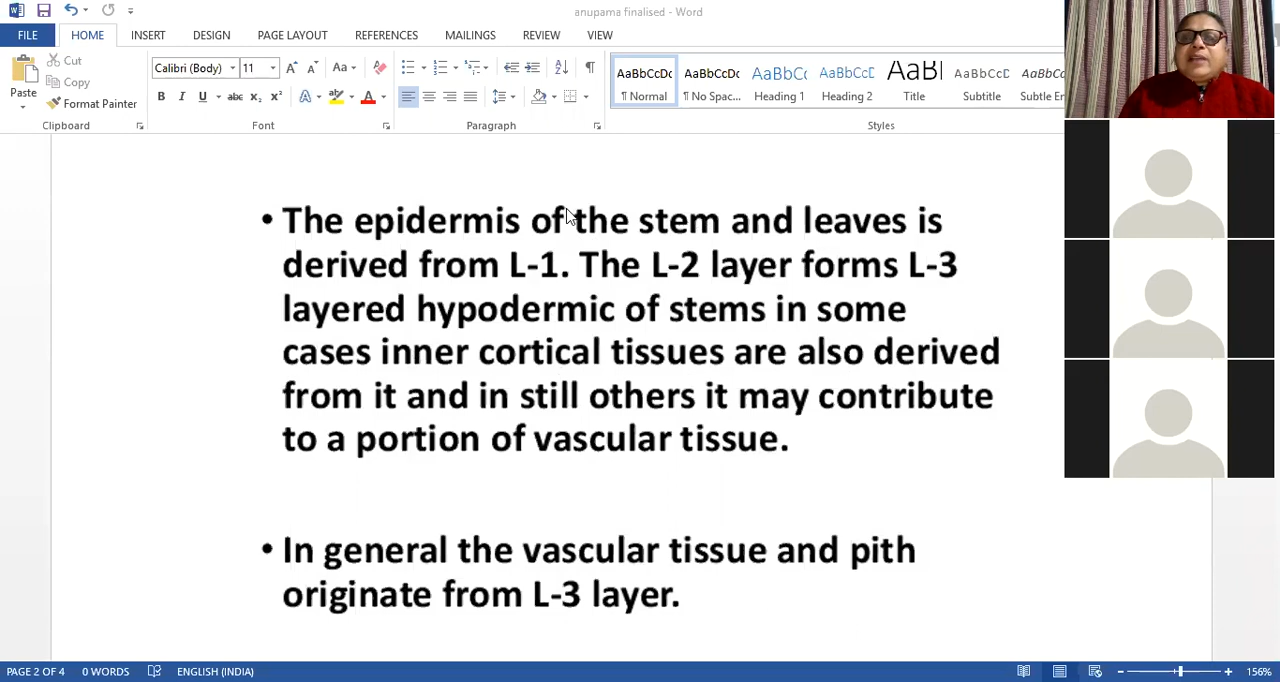 anupama finalised - Word
FILE HOME INSERT DESIGN PAGE LAYOUT REFERENCES MAILINGS REVIEW VIEW
Cut
Copy
Format Painter
Paste
Calibri (Body) 11
AaBbCcDc AaBbCcDc AaBbCc AaBbCcD AaBl AaBbCcD AaBbCc
¶ Normal ¶ No Spac... Heading 1 Heading 2 Title Subtitle Subtle Em
Clipboard Font Paragraph Styles
• The epidermis of the stem and leaves is
derived from L-1. The L-2 layer forms L-3
layered hypodermic of stems in some
cases inner cortical tissues are also derived
from it and in still others it may contribute
to a portion of vascular tissue.
• In general the vascular tissue and pith
originate from L-3 layer.
PAGE 2 OF 4 0 WORDS ENGLISH (INDIA) 156%